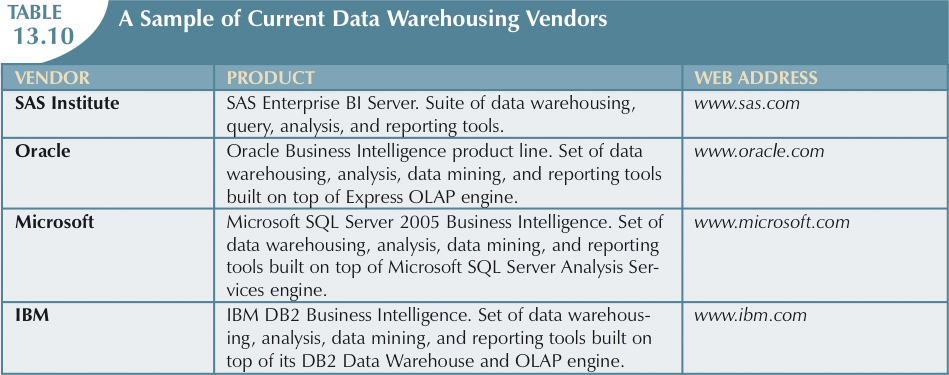 TABLE
13.10
A Sample of Current Data Warehousing Vendors
VENDOR PRODUCT WEB ADDRESS
SAS Institute SAS Enterprise BI Server. Suite of data warehousing, www.sas.com
query, analysis, and reporting tools.
Oracle Oracle Business Intelligence product line. Set of data www.oracle.com
warehousing, analysis, data mining, and reporting tools
built on top of Express OLAP engine.
Microsoft Microsoft SQL Server 2005 Business Intelligence. Set of www.microsoft.com
data warehousing, analysis, data mining, and reporting
tools built on top of Microsoft SQL Server Analysis Ser-
vices engine.
IBM IBM DB2 Business Intelligence. Set of data warehous- www.ibm.com
ing, analysis, data mining, and reporting tools built on
top of its DB2 Data Warehouse and OLAP engine.